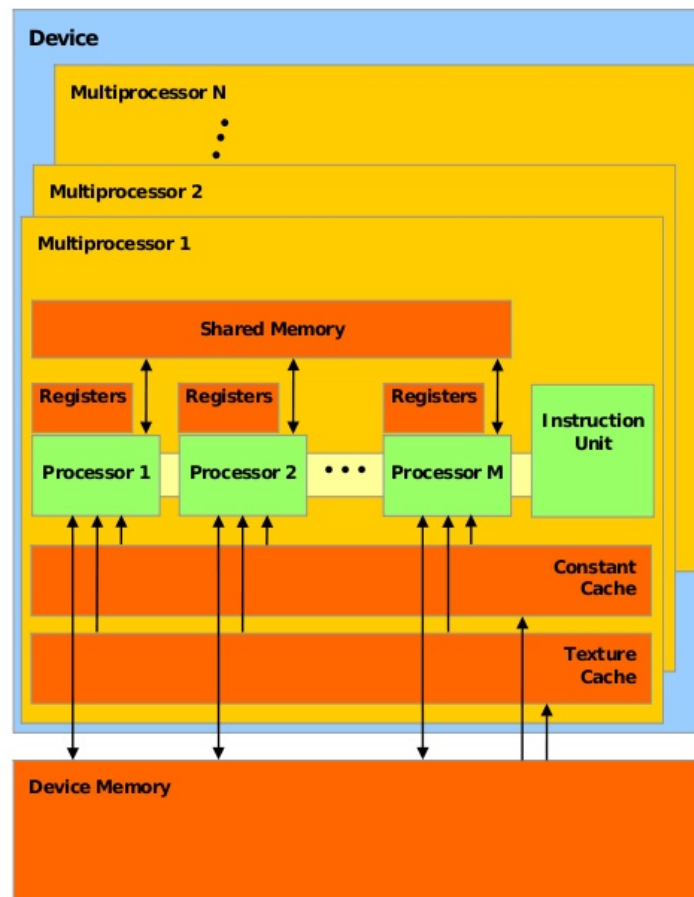 Device
Multiprocessor N
Multiprocessor 2
Multiprocessor 1
Shared Memory
Registers
Registers
Registers
Instruction
Unit
Processor 1
Processor 2
Processor M
Constant
Cache
Texture
Cache
Device Memory